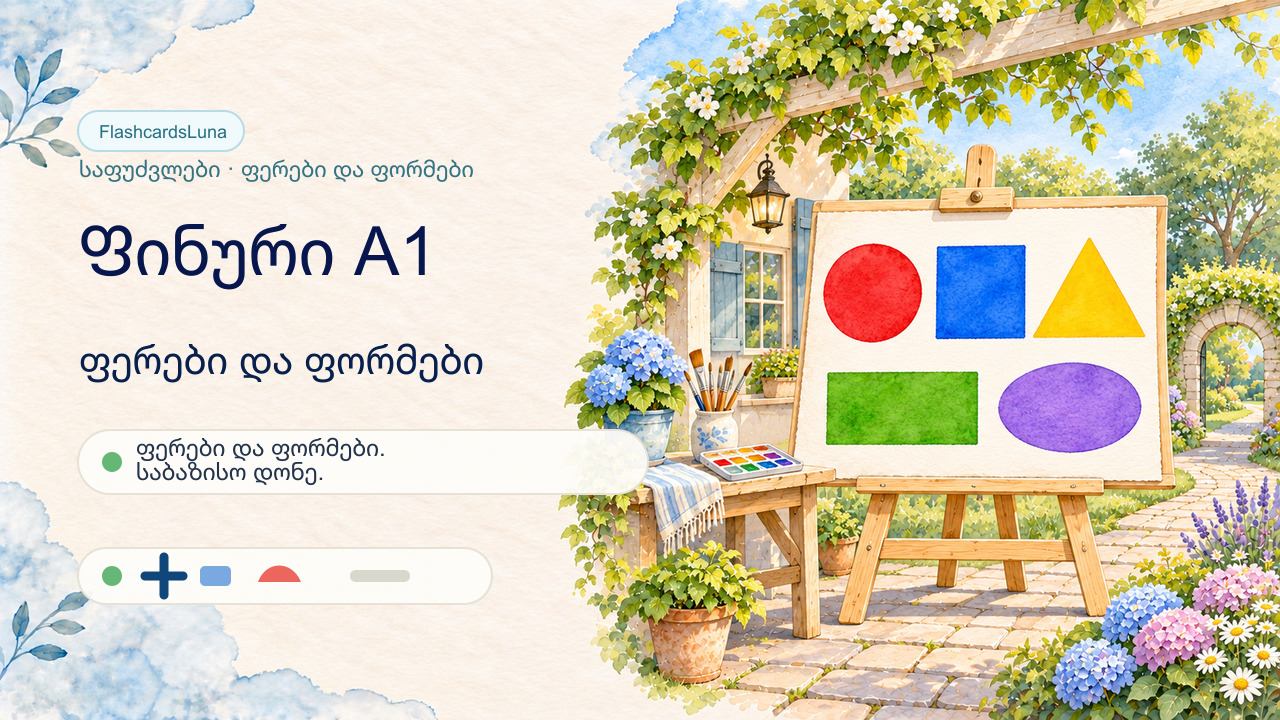 FlashcardsLuna
საფუძვლები · ფერები და ფორმები
ფინური A1
ფერები და ფორმები
ფერები და ფორმები.
საბაზისო დონე.